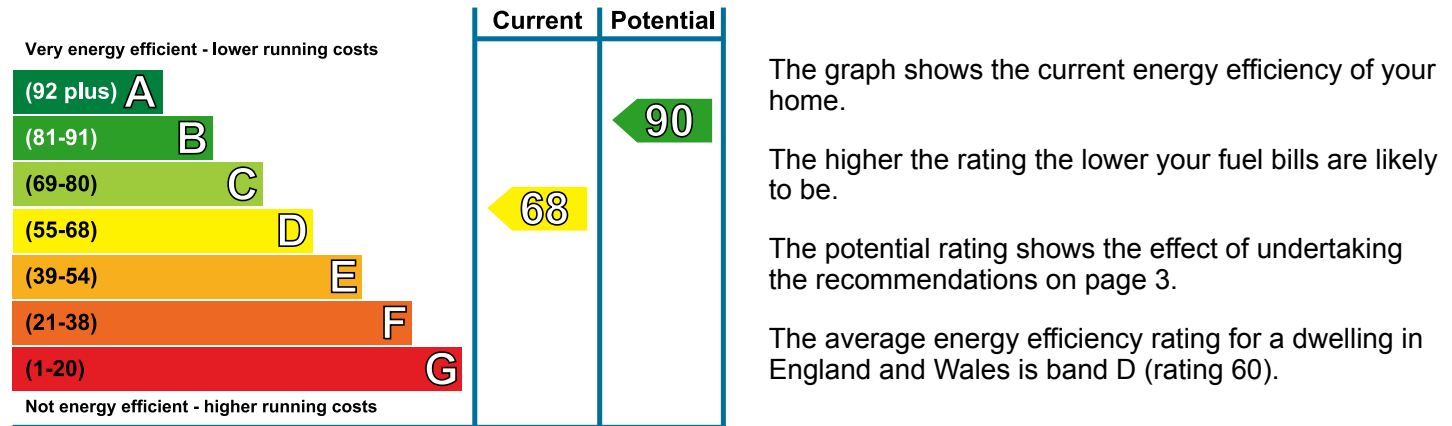 Current Potential
Very energy efficient - lower running costs
(92 plus) A
(81-91) B
90
(69-80) C
68
(55-68) D
(39-54) E
(21-38) F
(1-20) G
Not energy efficient - higher running costs
The graph shows the current energy efficiency of your
home.
The higher the rating the lower your fuel bills are likely
to be.
The potential rating shows the effect of undertaking
the recommendations on page 3.
The average energy efficiency rating for a dwelling in
England and Wales is band D (rating 60).